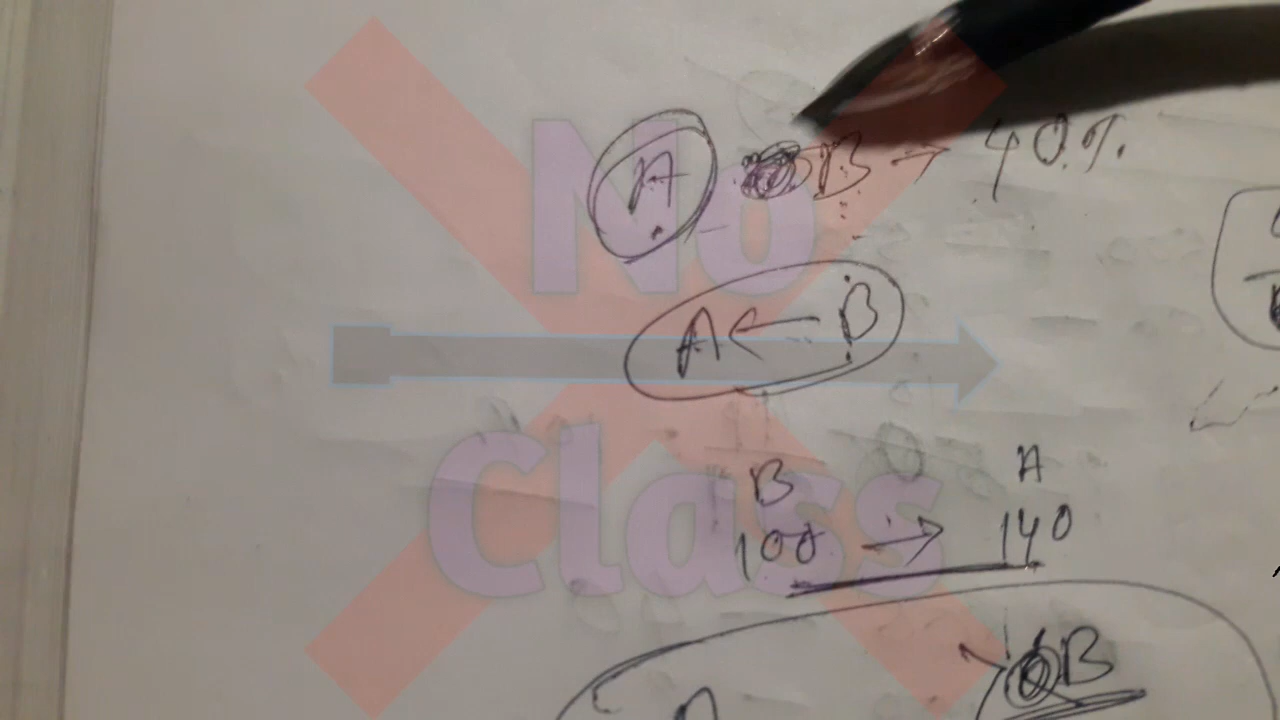 A B → 40%
A ← B
B A
100 → 140
B
No
Class